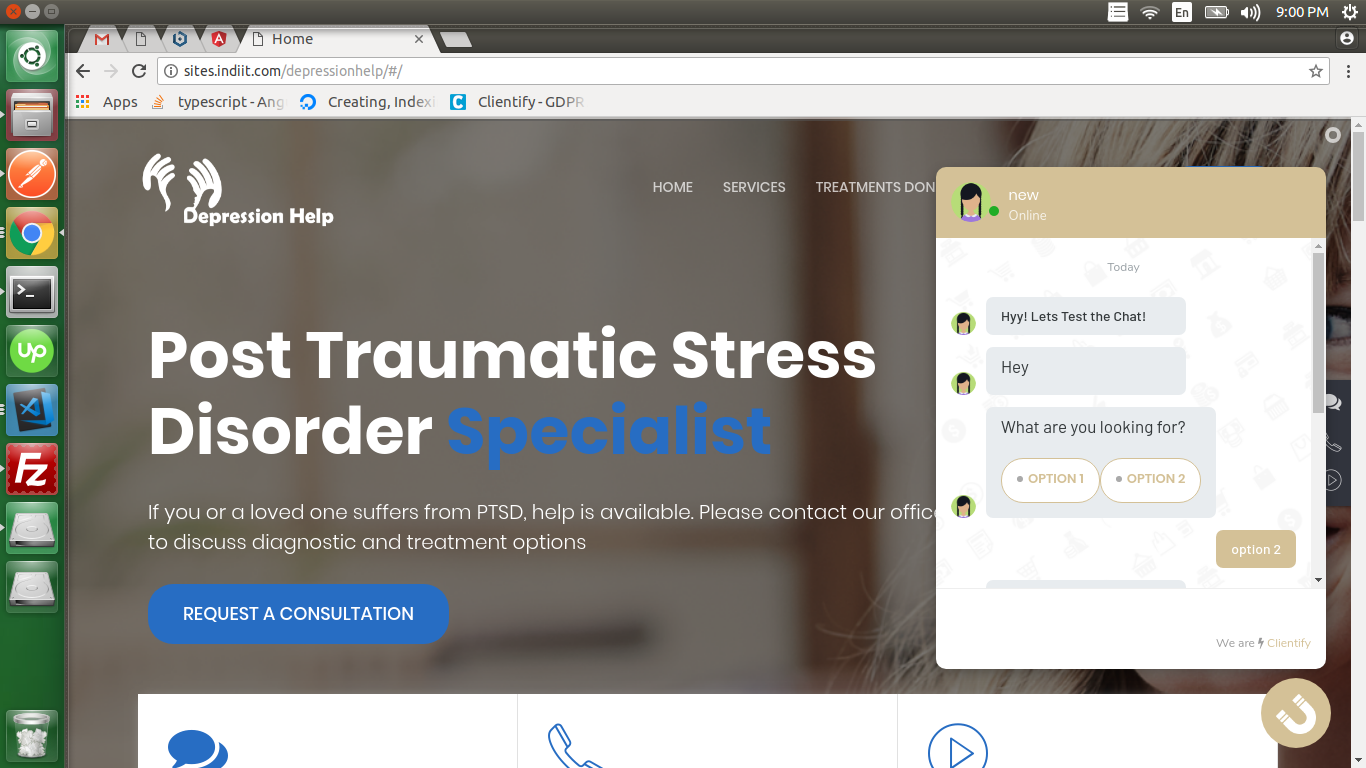 En
9:00 PM
Home
sites.indiit.com/depressionhelp/#/
Apps
typescript - Ang
Creating, Indexi
Clientify - GDPR
Depression Help
HOME
SERVICES
TREATMENTS DON
Post Traumatic Stress
Disorder Specialist
If you or a loved one suffers from PTSD, help is available. Please contact our office
to discuss diagnostic and treatment options
REQUEST A CONSULTATION
new
Online
Today
Hyy! Lets Test the Chat!
Hey
What are you looking for?
OPTION 1
OPTION 2
option 2
We are Clientify
Up
FZ